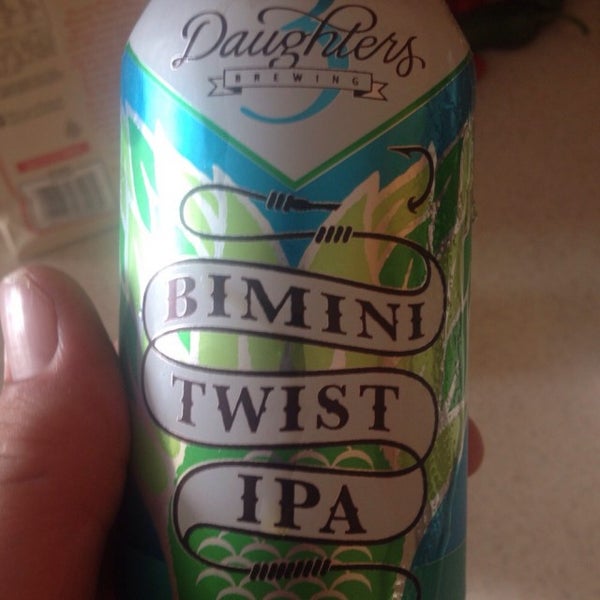 3
Daughters
BREWING
BIMINI
TWIST
IPA